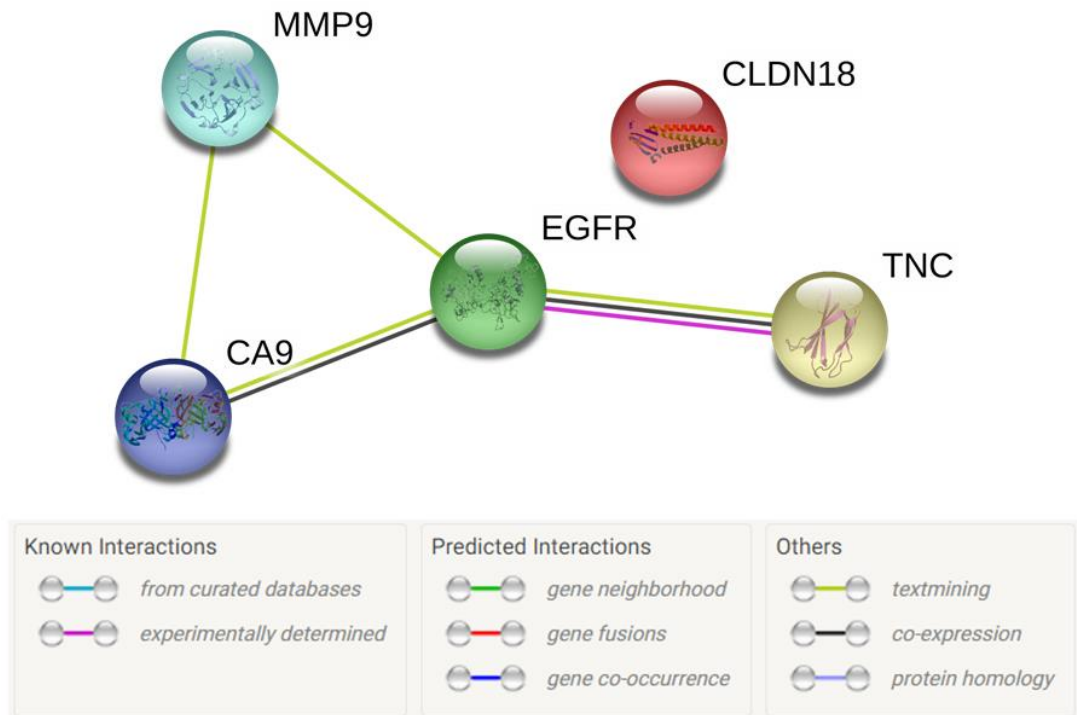 MMP9
CLDN18
EGFR
TNC
CA9
Known Interactions
from curated databases
experimentally determined
Predicted Interactions
gene neighborhood
gene fusions
gene co-occurrence
Others
textmining
co-expression
protein homology